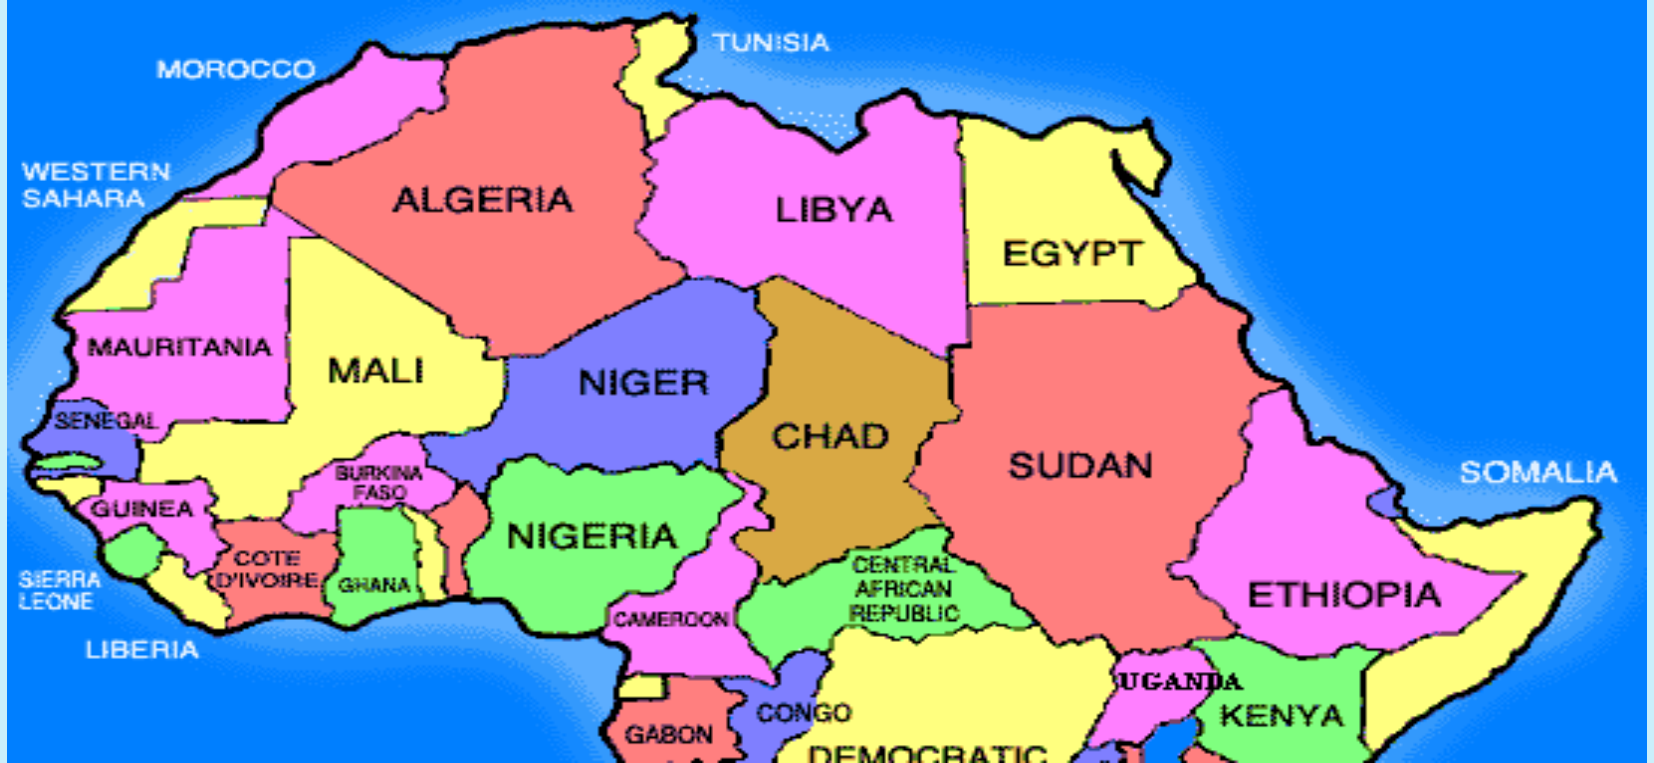 TUNISIA
MOROCCO
WESTERN
SAHARA
ALGERIA
LIBYA
EGYPT
MAURITANIA
MALI
NIGER
CHAD
SUDAN
SENEGAL
SOMALIA
BURKINA
FASO
GUINEA
NIGERIA
COTE
D'IVOIRE
GHANA
CENTRAL
AFRICAN
REPUBLIC
ETHIOPIA
SIERRA
LEONE
CAMEROON
LIBERIA
UGANDA
KENYA
CONGO
GABON
DEMOCRATIC